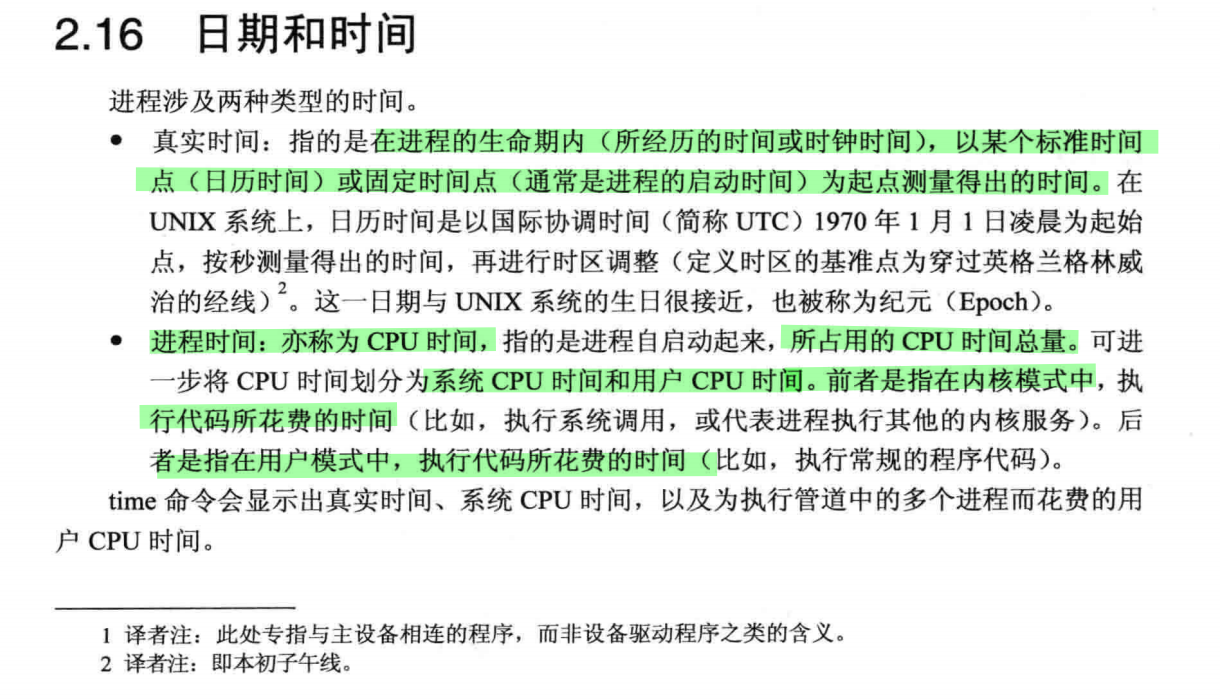 2.16 日期和时间
进程涉及两种类型的时间。
● 真实时间：指的是在进程的生命期内（所经历的时间或时钟时间），以某个标准时间
点（日历时间）或固定时间点（通常是进程的启动时间）为起点测量得出的时间。在
UNIX 系统上，日历时间是以国际协调时间（简称 UTC）1970 年 1 月 1 日凌晨为起始
点，按秒测量得出的时间，再进行时区调整（定义时区的基准点为穿过英格兰格林威
治的经线）2。这一日期与 UNIX 系统的生日很接近，也被称为纪元（Epoch）。
● 进程时间：亦称为 CPU 时间，指的是进程自启动起来，所占用的 CPU 时间总量。可进
一步将 CPU 时间划分为系统 CPU 时间和用户 CPU 时间。前者是指在内核模式中，执
行代码所花费的时间（比如，执行系统调用，或代表进程执行其他的内核服务）。后
者是指在用户模式中，执行代码所花费的时间（比如，执行常规的程序代码）。
time 命令会显示出真实时间、系统 CPU 时间，以及为执行管道中的多个进程而花费的用
户 CPU 时间。
1 译者注：此处专指与主设备相连的程序，而非设备驱动程序之类的含义。
2 译者注：即本初子午线。